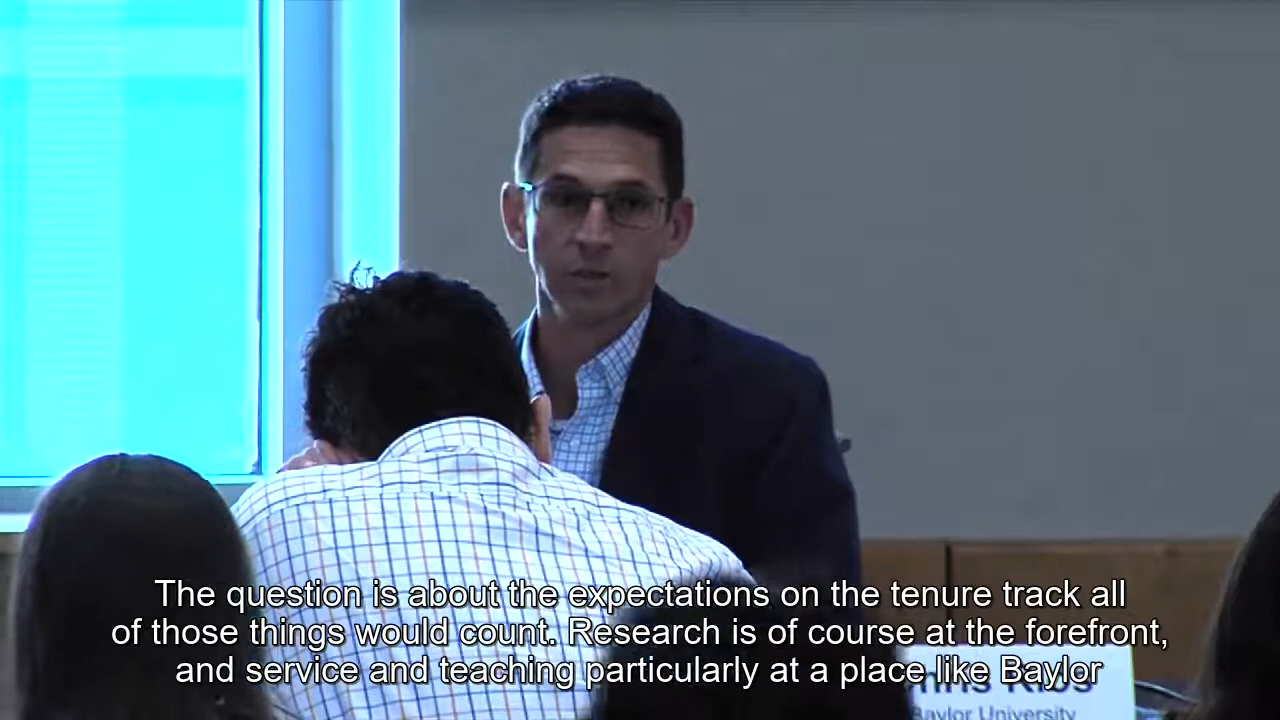 The question is about the expectations on the tenure track all
of those things would count. Research is of course at the forefront,
and service and teaching particularly at a place like Baylor
Baylor University